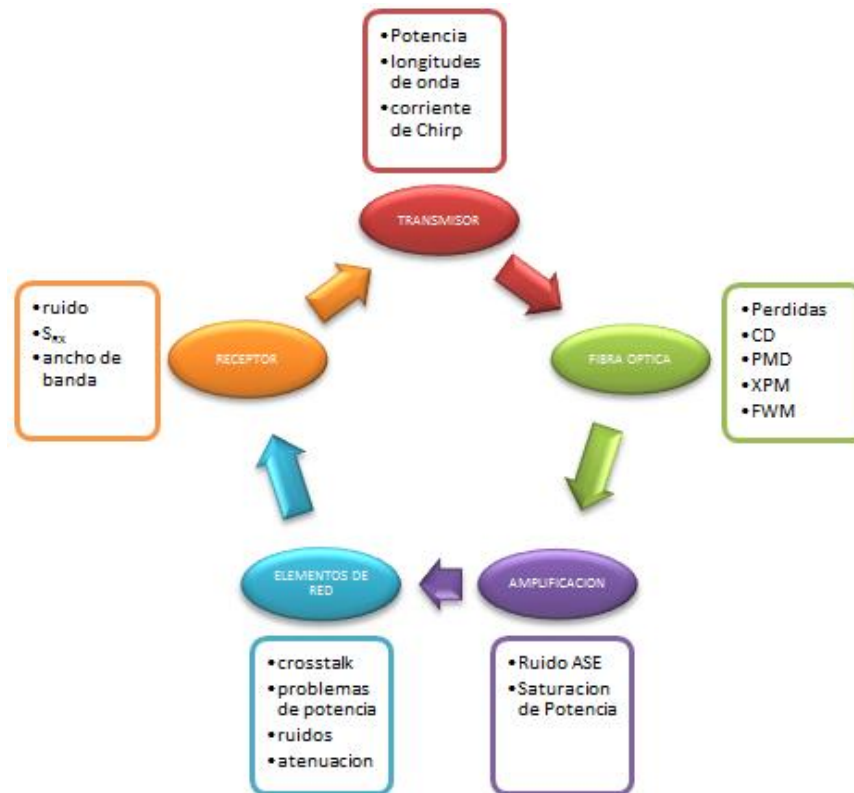 •Potencia
•longitudes
de onda
•corriente
de Chirp
TRANSMISOR
•ruido
•SRX
•ancho de
banda
RECEPTOR
FIBRA OPTICA
•Perdidas
•CD
•PMD
•XPM
•FWM
ELEMENTOS DE
RED
AMPLIFICACION
•crosstalk
•problemas
de potencia
•ruidos
•atenuacion
•Ruido ASE
•Saturacion
de Potencia